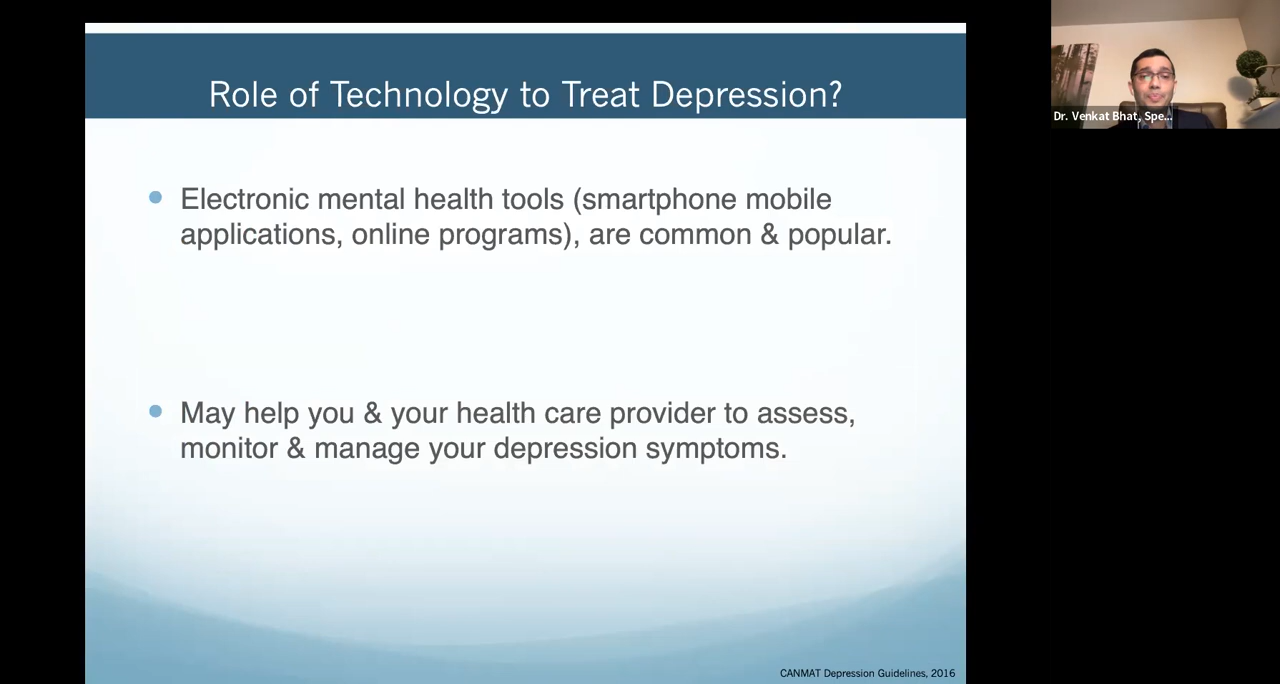 Role of Technology to Treat Depression?
Dr. Venkat Bhat, Spe...
Electronic mental health tools (smartphone mobile
applications, online programs), are common & popular.
May help you & your health care provider to assess,
monitor & manage your depression symptoms.
CANMAT Depression Guidelines, 2016